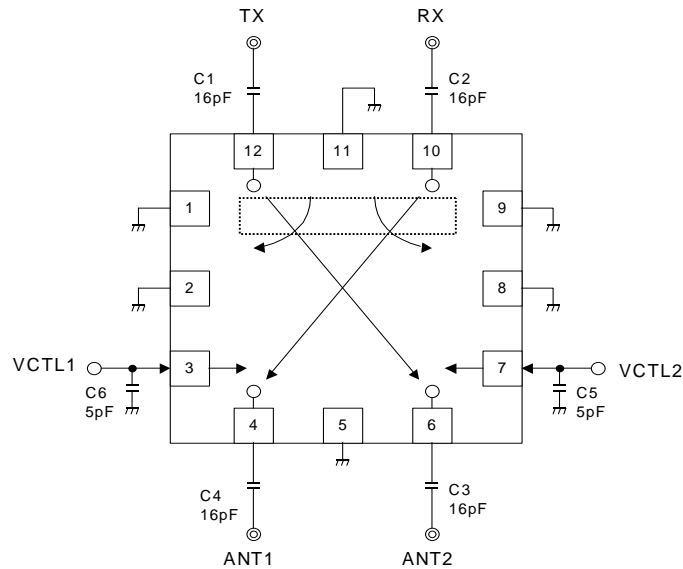 TX RX
C1
16pF
C2
16pF
12 11 10
1 9
2 8
VCTL1 3 7 VCTL2
C6
5pF
C5
5pF
4 5 6
C4
16pF
C3
16pF
ANT1 ANT2